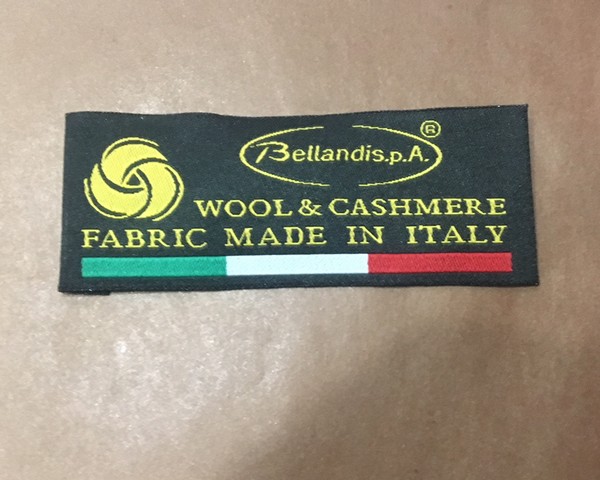 ®
Bellandis.p.A.
WOOL & CASHMERE
FABRIC MADE IN ITALY